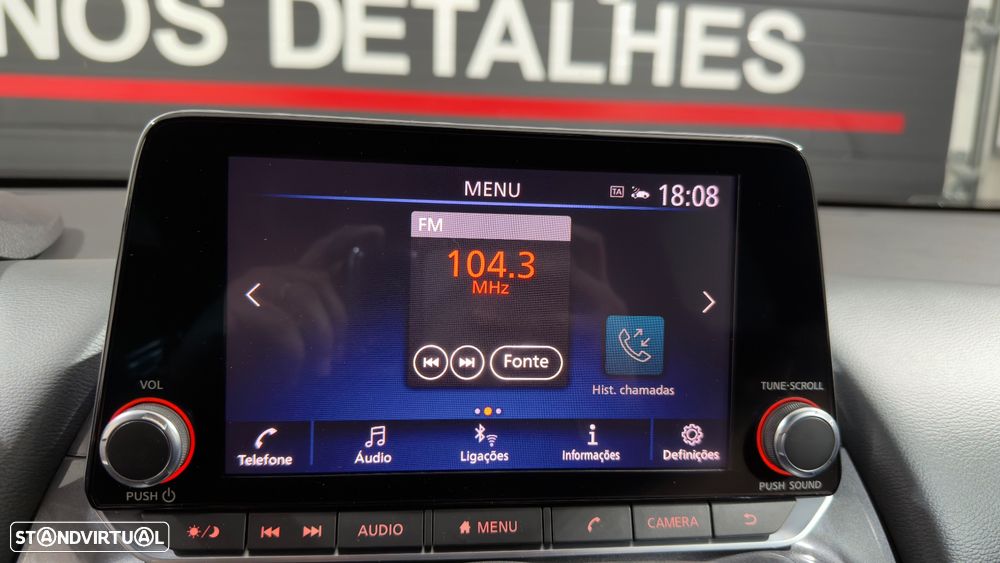 NOS DETALHES
MENU
TA
18:08
FM
104.3
MHz
Fonte
Hist. chamadas
VOL
TUNE•SCROLL
Telefone
Áudio
Ligações
Informações
Definições
PUSH
PUSH SOUND
AUDIO
MENU
CAMERA
STANDVIRTUAL